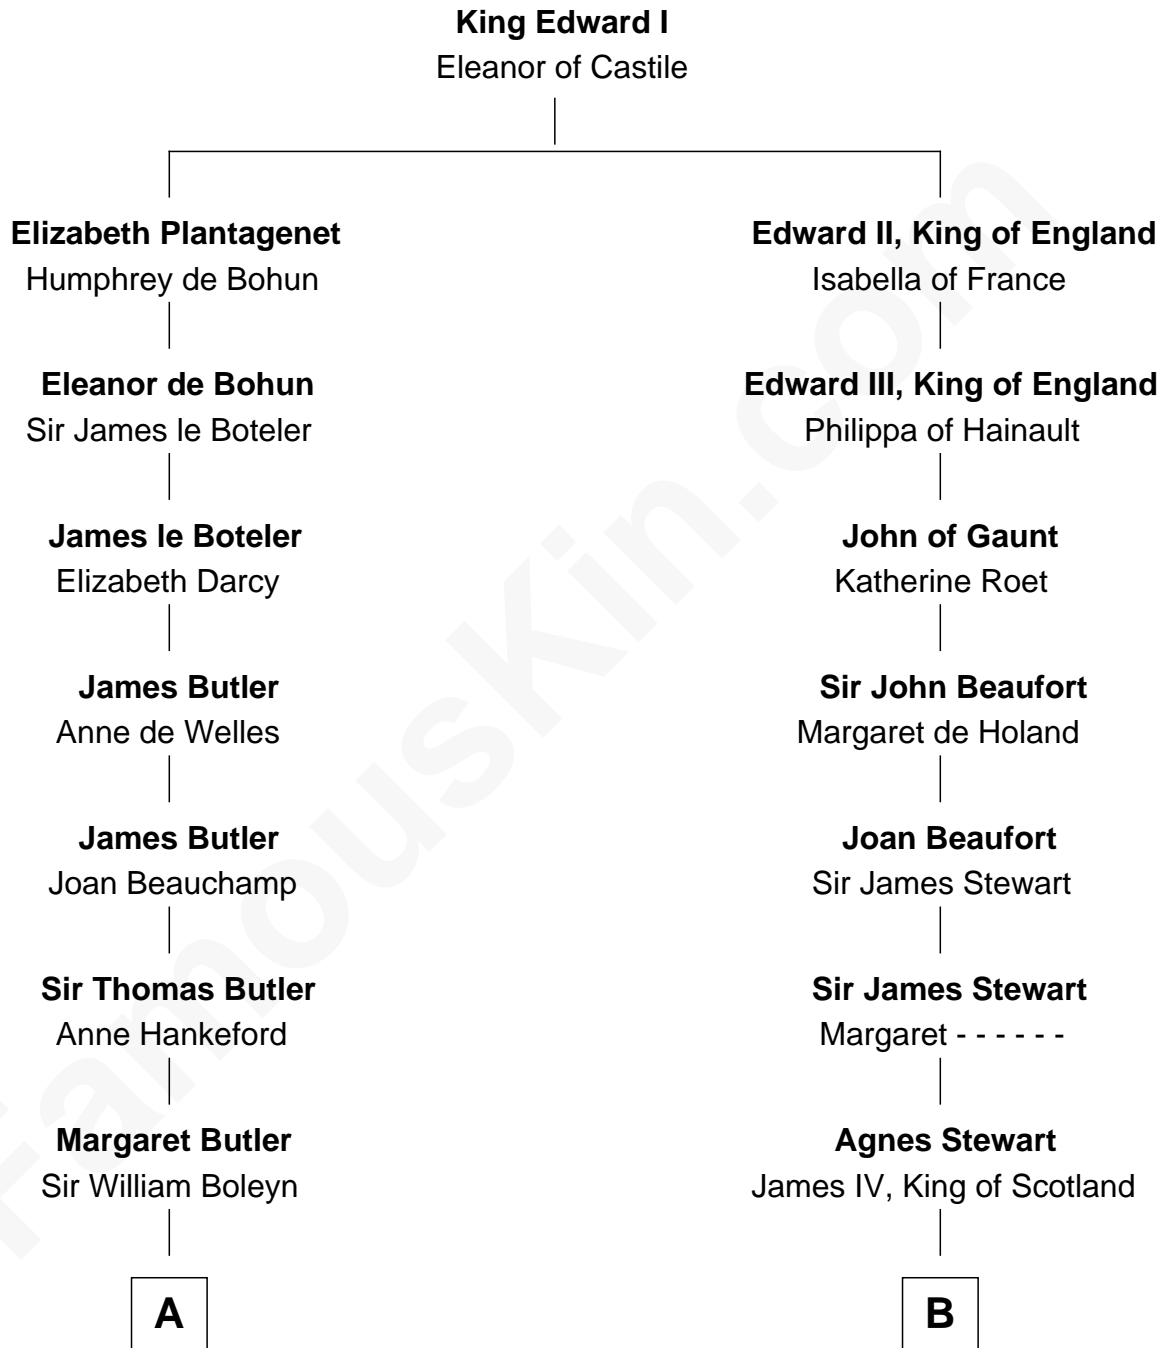 King Edward I
Eleanor of Castile
Elizabeth Plantagenet
Humphrey de Bohun
Eleanor de Bohun
Sir James le Boteler
James le Boteler
Elizabeth Darcy
James Butler
Anne de Welles
James Butler
Joan Beauchamp
Sir Thomas Butler
Anne Hankeford
Margaret Butler
Sir William Boleyn
A
Edward II, King of England
Isabella of France
Edward III, King of England
Philippa of Hainault
John of Gaunt
Katherine Roet
Sir John Beaufort
Margaret de Holand
Joan Beaufort
Sir James Stewart
Sir James Stewart
Margaret - - - - - -
Agnes Stewart
James IV, King of Scotland
B
FamousKin.com